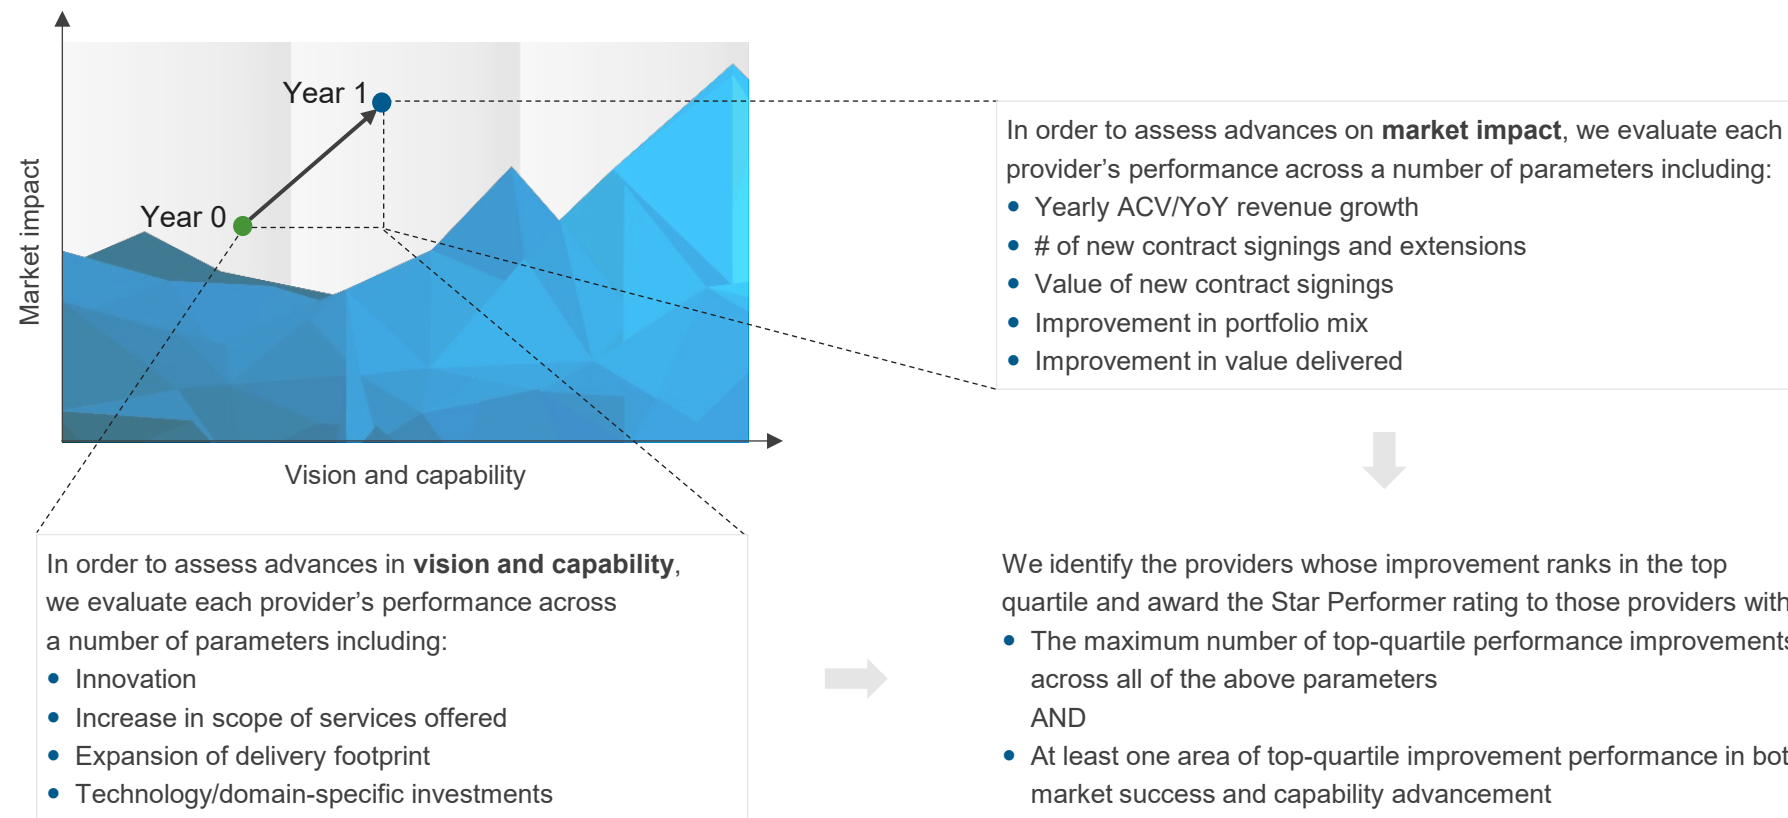 Year 1
Year 0
Market impact
Vision and capability
In order to assess advances on market impact, we evaluate each
provider’s performance across a number of parameters including:
• Yearly ACV/YoY revenue growth
• # of new contract signings and extensions
• Value of new contract signings
• Improvement in portfolio mix
• Improvement in value delivered
In order to assess advances in vision and capability,
we evaluate each provider’s performance across
a number of parameters including:
• Innovation
• Increase in scope of services offered
• Expansion of delivery footprint
• Technology/domain-specific investments
We identify the providers whose improvement ranks in the top
quartile and award the Star Performer rating to those providers with
• The maximum number of top-quartile performance improvements
across all of the above parameters
AND
• At least one area of top-quartile improvement performance in bot
market success and capability advancement